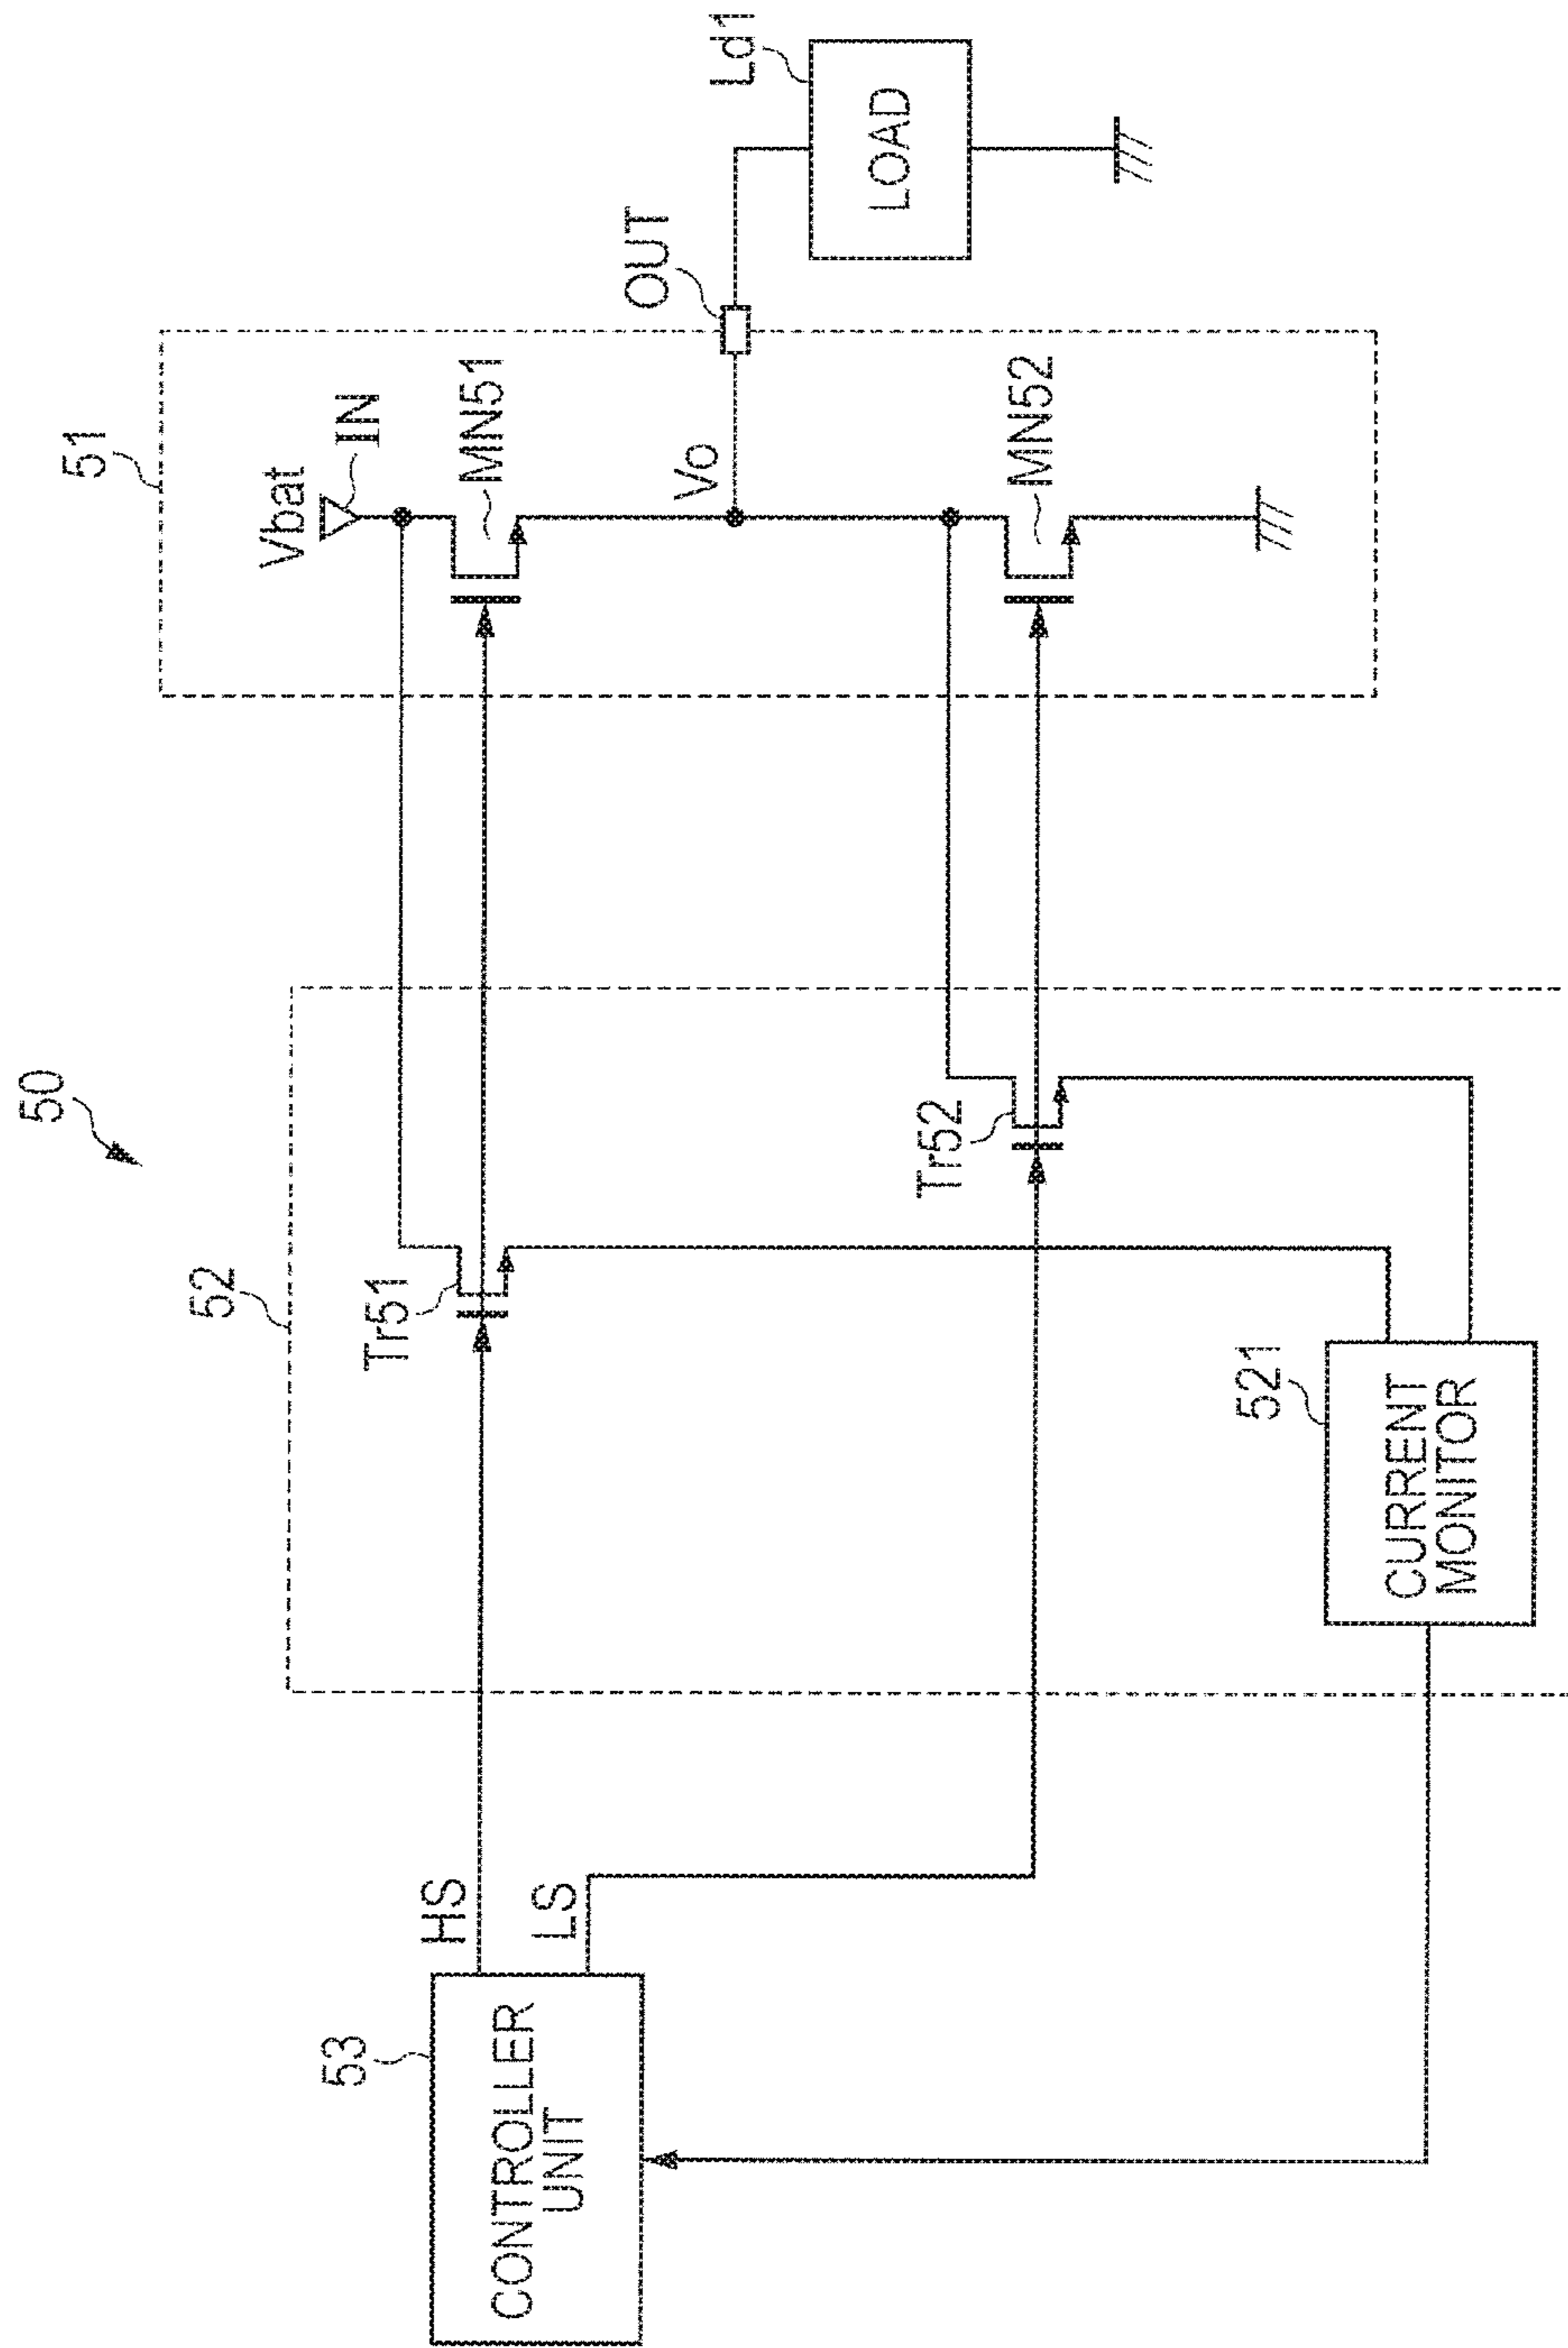 50
51
Vbat
IN
MN51
Vo
OUT
Ld1
LOAD
MN52
52
Tr51
Tr52
521
CURRENT
MONITOR
53
HS
LS
CONTROLLER
UNIT